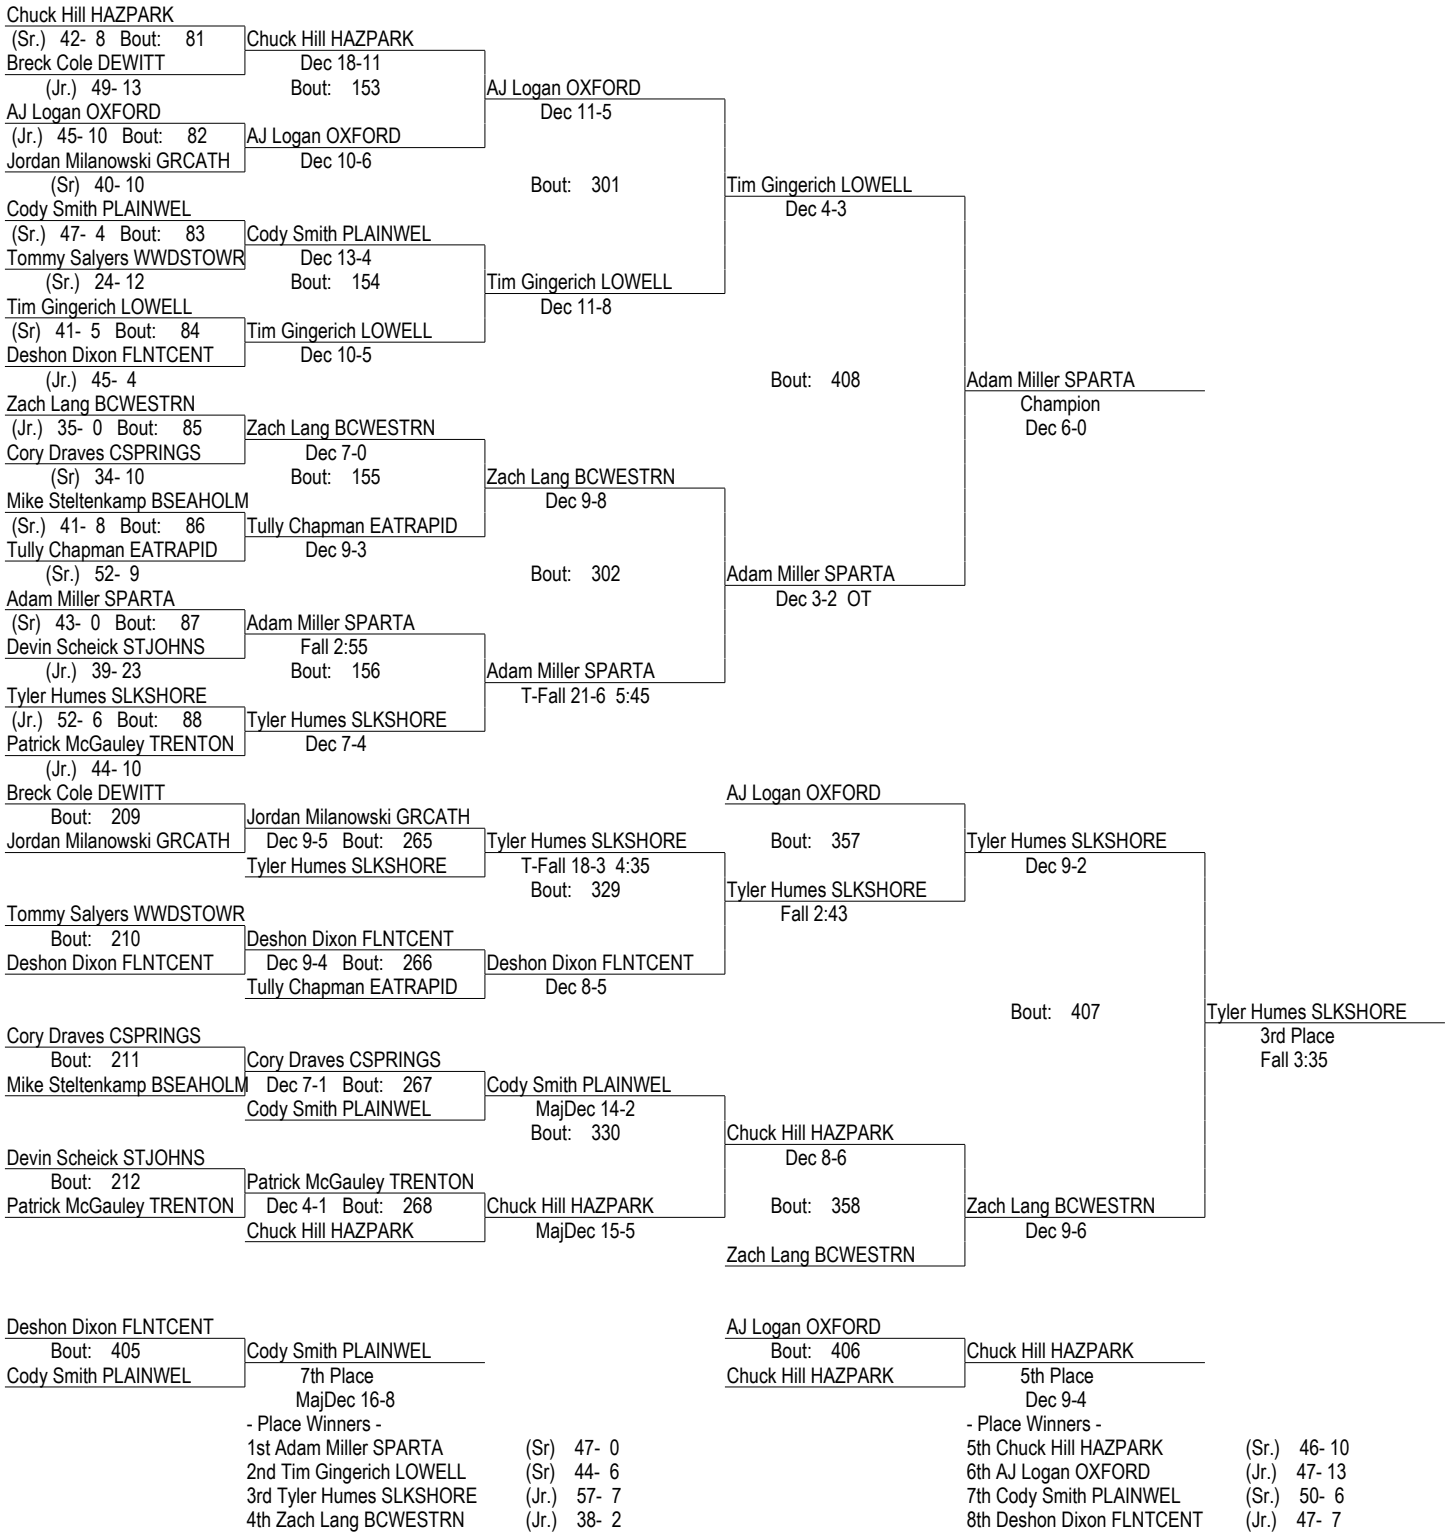 Chuck Hill HAZPARK
(Sr.) 42- 8 Bout: 81 Chuck Hill HAZPARK
Breck Cole DEWITT Dec 18-11
(Jr.) 49- 13 Bout: 153 AJ Logan OXFORD
AJ Logan OXFORD Dec 11-5
(Jr.) 45- 10 Bout: 82 AJ Logan OXFORD
Jordan Milanowski GRCATH Dec 10-6
(Sr) 40- 10 Bout: 301 Tim Gingerich LOWELL
Cody Smith PLAINWEL Dec 4-3
(Sr.) 47- 4 Bout: 83 Cody Smith PLAINWEL
Tommy Salyers WWDSTOWR Dec 13-4
(Sr.) 24- 12 Bout: 154 Tim Gingerich LOWELL
Tim Gingerich LOWELL Dec 11-8
(Sr) 41- 5 Bout: 84 Tim Gingerich LOWELL
Deshon Dixon FLNTCENT Dec 10-5
(Jr.) 45- 4 Bout: 408 Adam Miller SPARTA
Zach Lang BCWESTRN Champion
(Jr.) 35- 0 Bout: 85 Zach Lang BCWESTRN Dec 6-0
Cory Draves CSPRINGS Dec 7-0
(Sr) 34- 10 Bout: 155 Zach Lang BCWESTRN
Mike Steltenkamp BSEAHOLM Dec 9-8
(Sr.) 41- 8 Bout: 86 Tully Chapman EATRAPID
Tully Chapman EATRAPID Dec 9-3
(Sr.) 52- 9 Bout: 302 Adam Miller SPARTA
Adam Miller SPARTA Dec 3-2 OT
(Sr) 43- 0 Bout: 87 Adam Miller SPARTA
Devin Scheick STJOHNS Fall 2:55
(Jr.) 39- 23 Bout: 156 Adam Miller SPARTA
Tyler Humes SLKSHORE T-Fall 21-6 5:45
(Jr.) 52- 6 Bout: 88 Tyler Humes SLKSHORE
Patrick McGauley TRENTON Dec 7-4
(Jr.) 44- 10
Breck Cole DEWITT AJ Logan OXFORD
Bout: 209 Jordan Milanowski GRCATH
Jordan Milanowski GRCATH Dec 9-5 Bout: 265 Tyler Humes SLKSHORE Bout: 357 Tyler Humes SLKSHORE
Tyler Humes SLKSHORE T-Fall 18-3 4:35 Dec 9-2
Bout: 329 Tyler Humes SLKSHORE
Tommy Salyers WWDSTOWR Fall 2:43
Bout: 210 Deshon Dixon FLNTCENT
Deshon Dixon FLNTCENT Dec 9-4 Bout: 266 Deshon Dixon FLNTCENT
Tully Chapman EATRAPID Dec 8-5
Bout: 407 Tyler Humes SLKSHORE
Cory Draves CSPRINGS 3rd Place
Bout: 211 Cory Draves CSPRINGS Fall 3:35
Mike Steltenkamp BSEAHOLM Dec 7-1 Bout: 267 Cody Smith PLAINWEL
Cody Smith PLAINWEL MajDec 14-2
Bout: 330 Chuck Hill HAZPARK
Devin Scheick STJOHNS Dec 8-6
Bout: 212 Patrick McGauley TRENTON
Patrick McGauley TRENTON Dec 4-1 Bout: 268 Chuck Hill HAZPARK Bout: 358 Zach Lang BCWESTRN
Chuck Hill HAZPARK MajDec 15-5 Dec 9-6
Zach Lang BCWESTRN
Deshon Dixon FLNTCENT AJ Logan OXFORD
Bout: 405 Cody Smith PLAINWEL Bout: 406 Chuck Hill HAZPARK
Cody Smith PLAINWEL 7th Place Chuck Hill HAZPARK 5th Place
MajDec 16-8 Dec 9-4
- Place Winners - - Place Winners -
1st Adam Miller SPARTA (Sr) 47- 0 5th Chuck Hill HAZPARK (Sr.) 46- 10
2nd Tim Gingerich LOWELL (Sr) 44- 6 6th AJ Logan OXFORD (Jr.) 47- 13
3rd Tyler Humes SLKSHORE (Jr.) 57- 7 7th Cody Smith PLAINWEL (Sr.) 50- 6
4th Zach Lang BCWESTRN (Jr.) 38- 2 8th Deshon Dixon FLNTCENT (Jr.) 47- 7